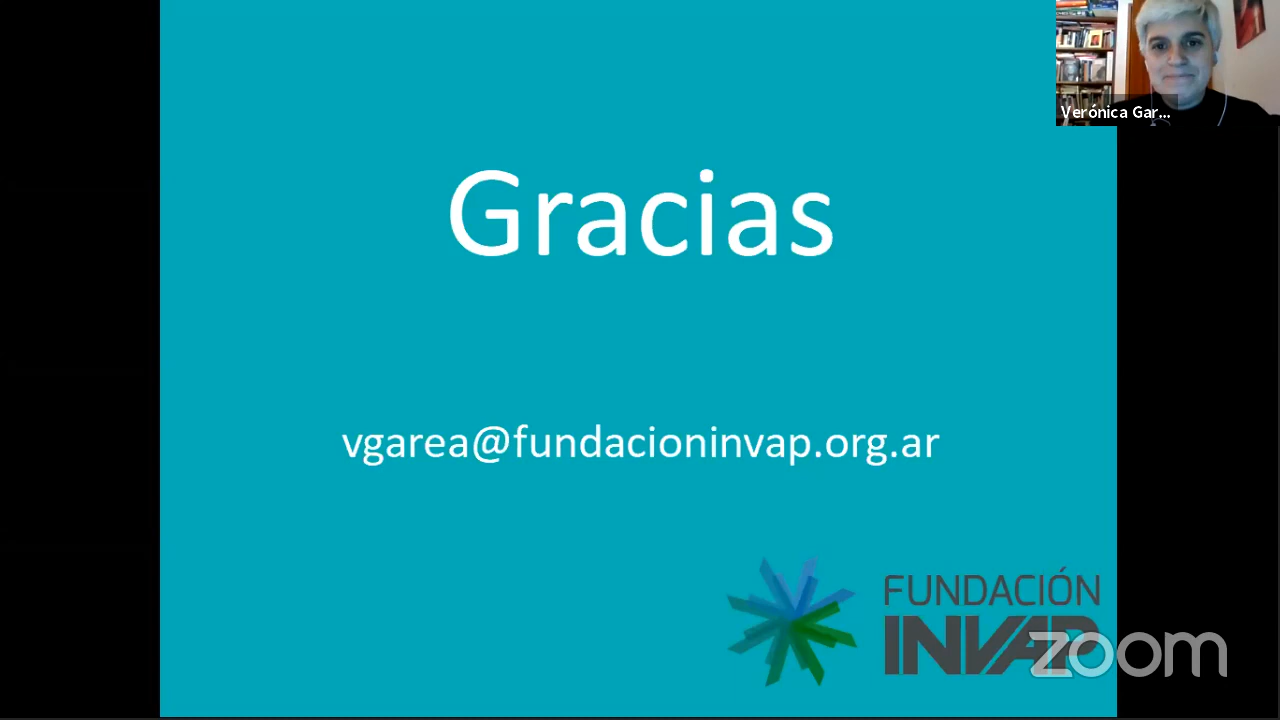 Verónica Gar...
Gracias
vgarea@fundacioninvap.org.ar
FUNDACIÓN
INVAP
zoom